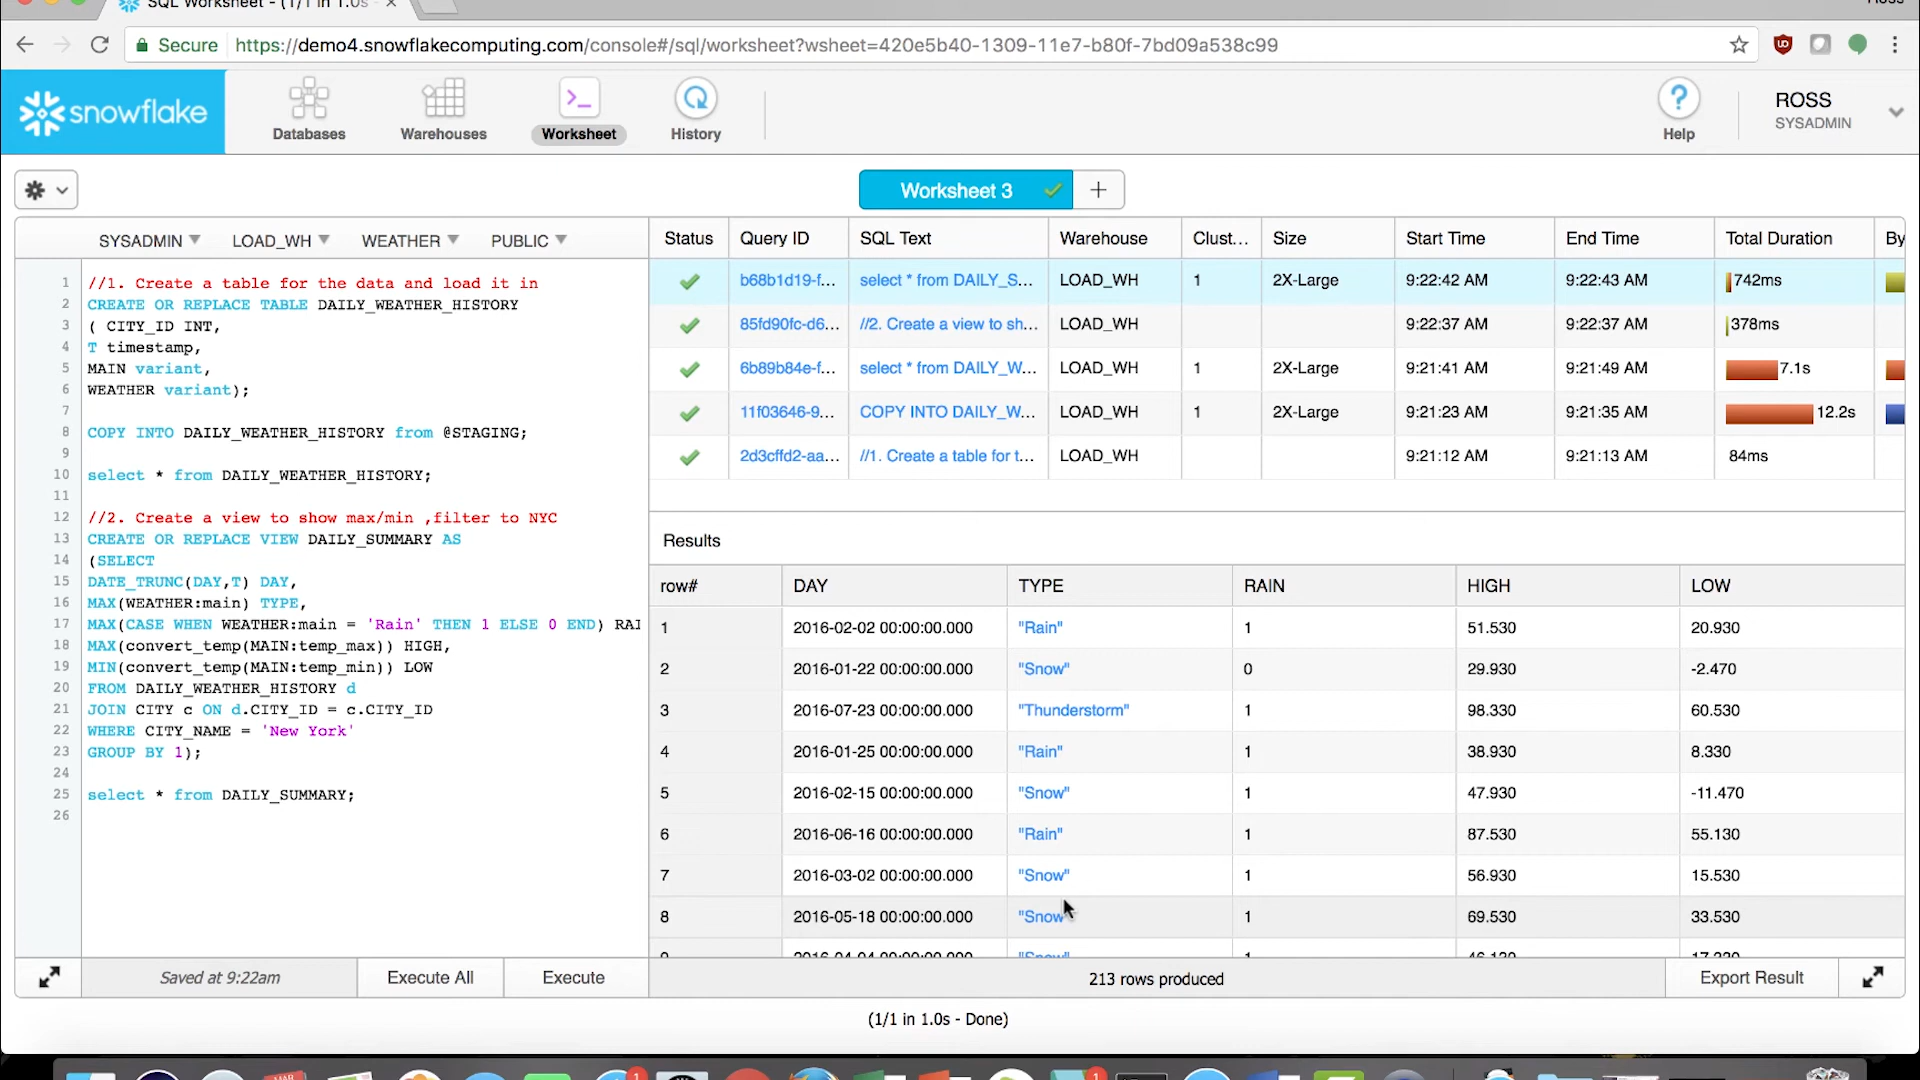 SQL Worksheet - (1/1 in 1.0s
Ross
Secure
https://demo4.snowflakecomputing.com/console#/sql/worksheet?wsheet=420e5b40-1309-11e7-b80f-7bd09a538c99
snowflake
Databases
Warehouses
Worksheet
History
Help
ROSS
SYSADMIN
Worksheet 3
SYSADMIN LOAD_WH WEATHER PUBLIC
1 //1. Create a table for the data and load it in
2 CREATE OR REPLACE TABLE DAILY_WEATHER_HISTORY
3 ( CITY_ID INT,
4 T timestamp,
5 MAIN variant,
6 WEATHER variant);
7
8 COPY INTO DAILY_WEATHER_HISTORY from @STAGING;
9
10 select * from DAILY_WEATHER_HISTORY;
11
12 //2. Create a view to show max/min ,filter to NYC
13 CREATE OR REPLACE VIEW DAILY_SUMMARY AS
14 (SELECT
15 DATE_TRUNC(DAY,T) DAY,
16 MAX(WEATHER:main) TYPE,
17 MAX(CASE WHEN WEATHER:main = 'Rain' THEN 1 ELSE 0 END) RAI
18 MAX(convert_temp(MAIN:temp_max)) HIGH,
19 MIN(convert_temp(MAIN:temp_min)) LOW
20 FROM DAILY_WEATHER_HISTORY d
21 JOIN CITY c ON d.CITY_ID = c.CITY_ID
22 WHERE CITY_NAME = 'New York'
23 GROUP BY 1);
24
25 select * from DAILY_SUMMARY;
26
Saved at 9:22am
Execute All
Execute
Status Query ID SQL Text Warehouse Clust... Size Start Time End Time Total Duration By
b68b1d19-f... select * from DAILY_S... LOAD_WH 1 2X-Large 9:22:42 AM 9:22:43 AM 742ms
85fd90fc-d6... //2. Create a view to sh... LOAD_WH 9:22:37 AM 9:22:37 AM 378ms
6b89b84e-f... select * from DAILY_W... LOAD_WH 1 2X-Large 9:21:41 AM 9:21:49 AM 7.1s
11f03646-9... COPY INTO DAILY_W... LOAD_WH 1 2X-Large 9:21:23 AM 9:21:35 AM 12.2s
2d3cffd2-aa... //1. Create a table for t... LOAD_WH 9:21:12 AM 9:21:13 AM 84ms
Results
row# DAY TYPE RAIN HIGH LOW
1 2016-02-02 00:00:00.000 "Rain" 1 51.530 20.930
2 2016-01-22 00:00:00.000 "Snow" 0 29.930 -2.470
3 2016-07-23 00:00:00.000 "Thunderstorm" 1 98.330 60.530
4 2016-01-25 00:00:00.000 "Rain" 1 38.930 8.330
5 2016-02-15 00:00:00.000 "Snow" 1 47.930 -11.470
6 2016-06-16 00:00:00.000 "Rain" 1 87.530 55.130
7 2016-03-02 00:00:00.000 "Snow" 1 56.930 15.530
8 2016-05-18 00:00:00.000 "Snow" 1 69.530 33.530
213 rows produced
Export Result
(1/1 in 1.0s - Done)